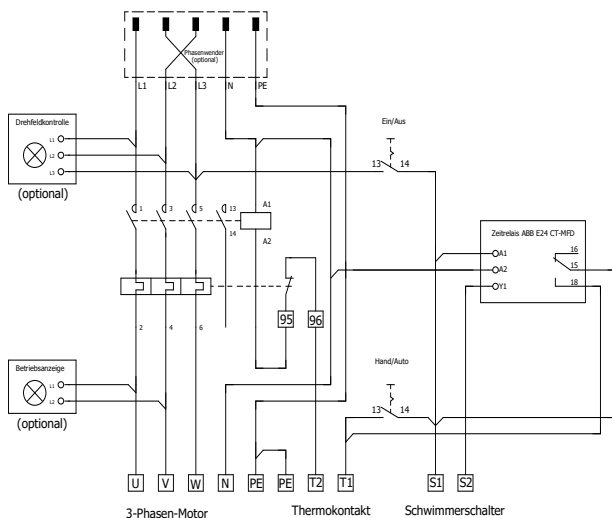 Phasenwender
(optional)
L1
L2
L3
N
PE
Drehfeldkontrolle
L1
L2
L3
(optional)
Ein/Aus
13
14
1
3
5
13
14
A1
A2
Zeitrelais ABB E24 CT-MFD
A1
A2
Y1
16
15
18
95
96
2
4
6
Betriebsanzeige
L1
L2
(optional)
Hand/Auto
13
14
U
V
W
N
PE
PE
T2
T1
S1
S2
3-Phasen-Motor
Thermokontakt
Schwimmerschalter